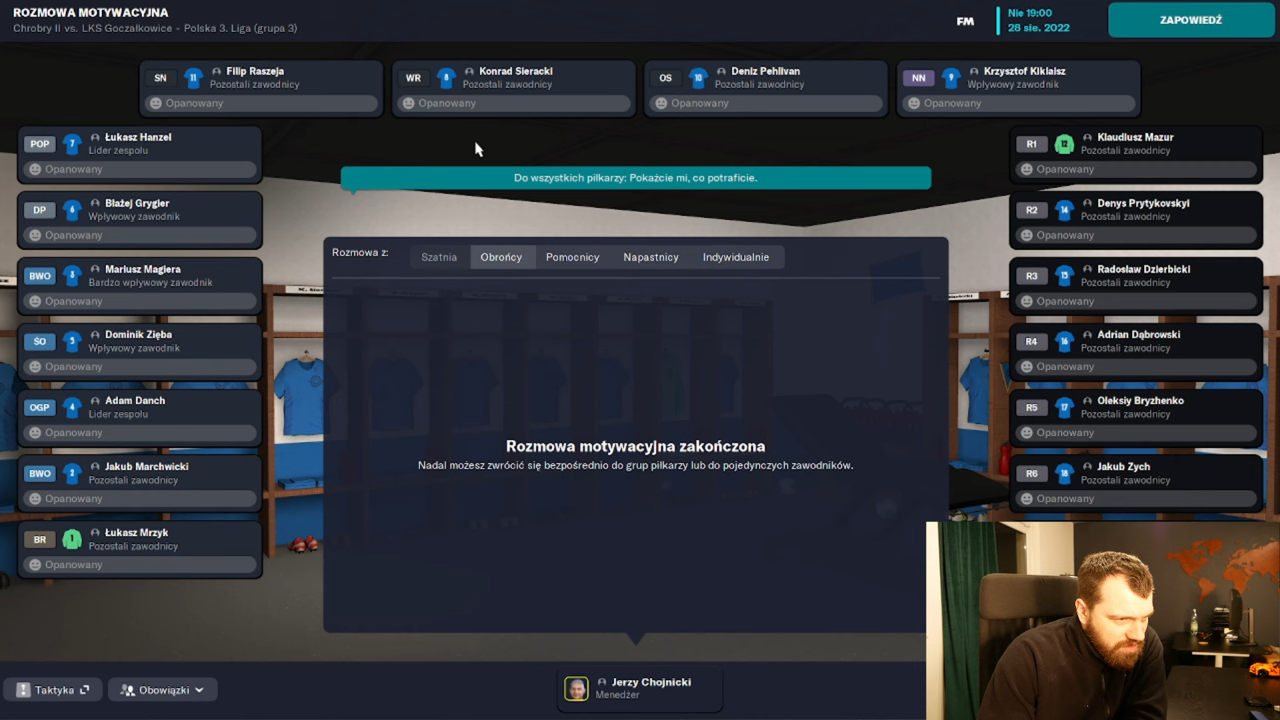 ROZMOWA MOTYWACYJNA
Chrobry II vs. LKS Goczałkowice - Polska 3. Liga (grupa 3)
FM
Nie 19:00
28 sie. 2022
ZAPOWIEDŹ
SN 11 Filip Raszeja
Pozostali zawodnicy
Opanowany
WR 8 Konrad Sieracki
Pozostali zawodnicy
Opanowany
OS 10 Deniz Pehlivan
Pozostali zawodnicy
Opanowany
NN 9 Krzysztof Kiklaisz
Wpływowy zawodnik
Opanowany
POP 7 Łukasz Hanzel
Lider zespołu
Opanowany
DP 6 Błażej Grygier
Wpływowy zawodnik
Opanowany
BWO 3 Mariusz Magiera
Bardzo wpływowy zawodnik
Opanowany
ŚO 5 Dominik Zięba
Wpływowy zawodnik
Opanowany
OGP 4 Adam Danch
Lider zespołu
Opanowany
BWO 2 Jakub Marchwicki
Pozostali zawodnicy
Opanowany
BR 1 Łukasz Mrzyk
Pozostali zawodnicy
Opanowany
Do wszystkich piłkarzy: Pokażcie mi, co potraficie.
Rozmowa z:
Szatnia
Obrońcy
Pomocnicy
Napastnicy
Indywidualnie
Rozmowa motywacyjna zakończona
Nadal możesz zwrócić się bezpośrednio do grup piłkarzy lub do pojedynczych zawodników.
R1 12 Klaudiusz Mazur
Pozostali zawodnicy
Opanowany
R2 14 Denys Prytykovskyi
Pozostali zawodnicy
Opanowany
R3 15 Radosław Dzierbicki
Pozostali zawodnicy
Opanowany
R4 16 Adrian Dąbrowski
Pozostali zawodnicy
Opanowany
R5 17 Oleksiy Bryzhenko
Pozostali zawodnicy
Opanowany
R6 18 Jakub Zych
Pozostali zawodnicy
Opanowany
Taktyka
Obowiązki
Jerzy Chojnicki
Menedżer